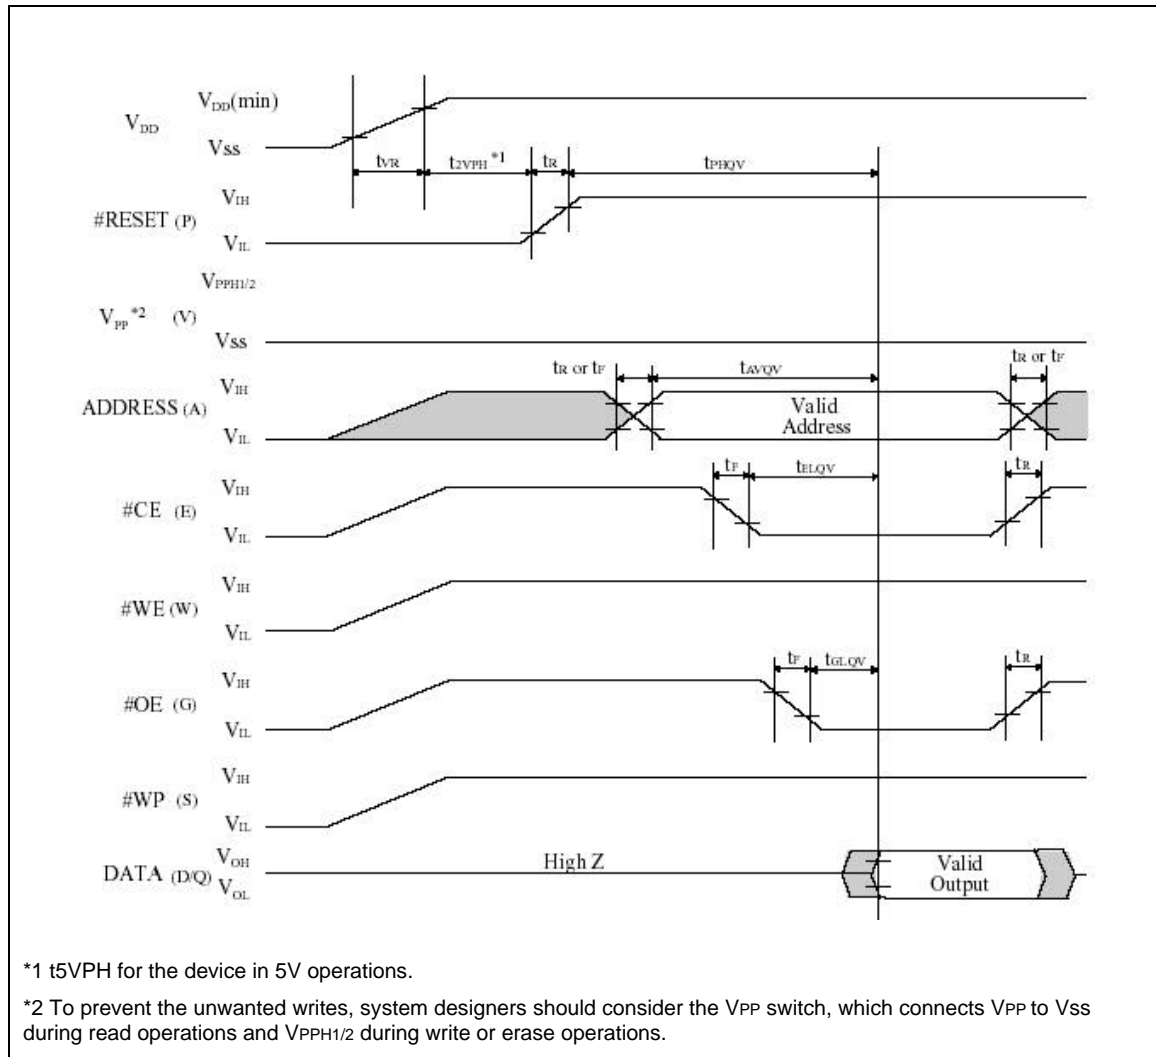 VDD(min)
VDD
VSS
tVR
t2VPH *1
tR
tPHQV
VIH
#RESET (P)
VIL
VPPH1/2
VPP*2 (V)
VSS
tR or tF
tAVQV
tR or tF
VIH
ADDRESS (A)
Valid
Address
VIL
tF
tELQV
tR
VIH
#CE (E)
VIL
VIH
#WE (W)
VIL
tF
tGLQV
tR
VIH
#OE (G)
VIL
VIH
#WP (S)
VIL
VOH
High Z
Valid
DATA (D/Q)
Output
VOL
*1 t5VPH for the device in 5V operations.
*2 To prevent the unwanted writes, system designers should consider the VPP switch, which connects VPP to Vss
during read operations and VPPH1/2 during write or erase operations.